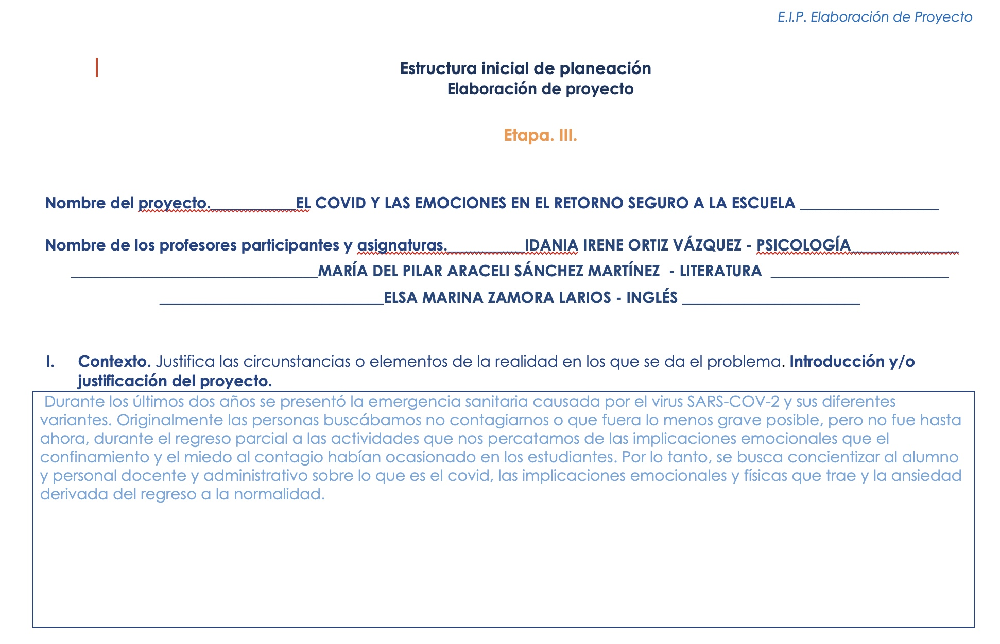 E.I.P. Elaboración de Proyecto
Estructura inicial de planeación
Elaboración de proyecto
Etapa. III.
Nombre del proyecto.___________EL COVID Y LAS EMOCIONES EN EL RETORNO SEGURO A LA ESCUELA __________________
Nombre de los profesores participantes y asignaturas.__________IDANIA IRENE ORTIZ VÁZQUEZ - PSICOLOGÍA______________
________________________________MARÍA DEL PILAR ARACELI SÁNCHEZ MARTÍNEZ - LITERATURA _______________________
_____________________________ELSA MARINA ZAMORA LARIOS - INGLÉS _______________________
I. Contexto. Justifica las circunstancias o elementos de la realidad en los que se da el problema. Introducción y/o
justificación del proyecto.
Durante los últimos dos años se presentó la emergencia sanitaria causada por el virus SARS-COV-2 y sus diferentes
variantes. Originalmente las personas buscábamos no contagiarnos o que fuera lo menos grave posible, pero no fue hasta
ahora, durante el regreso parcial a las actividades que nos percatamos de las implicaciones emocionales que el
confinamiento y el miedo al contagio habían ocasionado en los estudiantes. Por lo tanto, se busca concientizar al alumno
y personal docente y administrativo sobre lo que es el covid, las implicaciones emocionales y físicas que trae y la ansiedad
derivada del regreso a la normalidad.